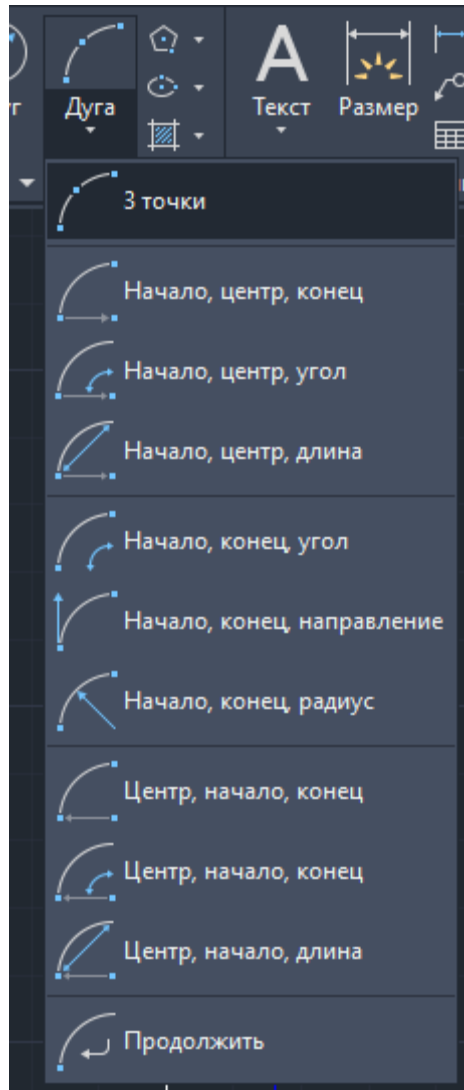 Дуга
Текст
Размер
3 точки
Начало, центр, конец
Начало, центр, угол
Начало, центр, длина
Начало, конец, угол
Начало, конец, направление
Начало, конец, радиус
Центр, начало, конец
Центр, начало, конец
Центр, начало, длина
Продолжить